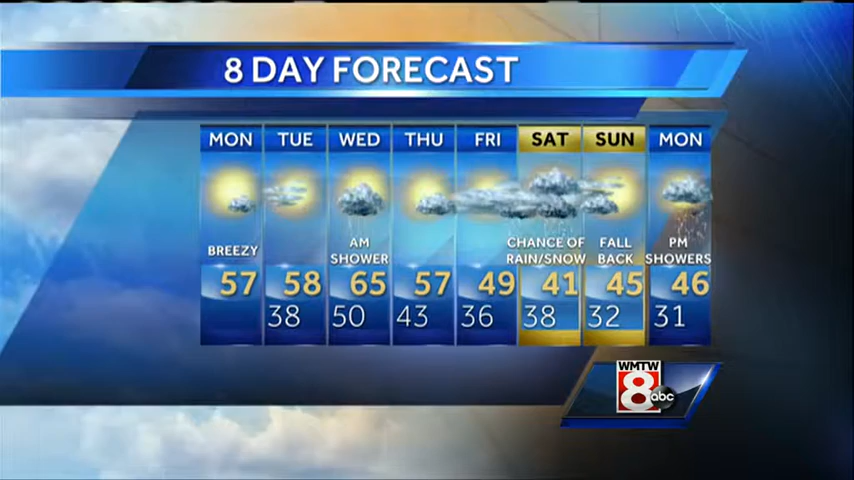 8 DAY FORECAST
MON TUE WED THU FRI SAT SUN MON
BREEZY
AM
SHOWER
CHANCE OF
RAIN/SNOW
FALL
BACK
PM
SHOWERS
57 58 65 57 49 41 45 46
38 50 43 36 38 32 31
WMTW
8
abc